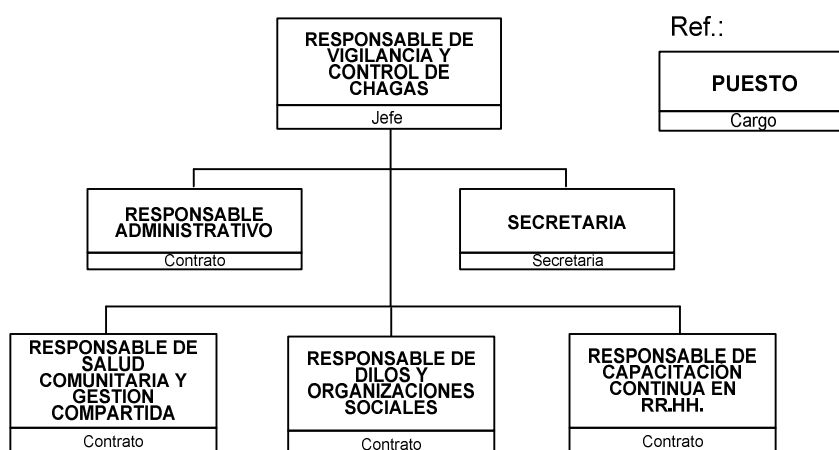 RESPONSABLE DE
VIGILANCIA Y
CONTROL DE
CHAGAS
Jefe
Ref.:
PUESTO
Cargo
RESPONSABLE
ADMINISTRATIVO
Contrato
SECRETARIA
Secretaria
RESPONSABLE DE
SALUD
COMUNITARIA Y
GESTION
COMPARTIDA
Contrato
RESPONSABLE DE
DILOS Y
ORGANIZACIONES
SOCIALES
Contrato
RESPONSABLE DE
CAPACITACIÓN
CONTINUA EN
RR.HH.
Contrato